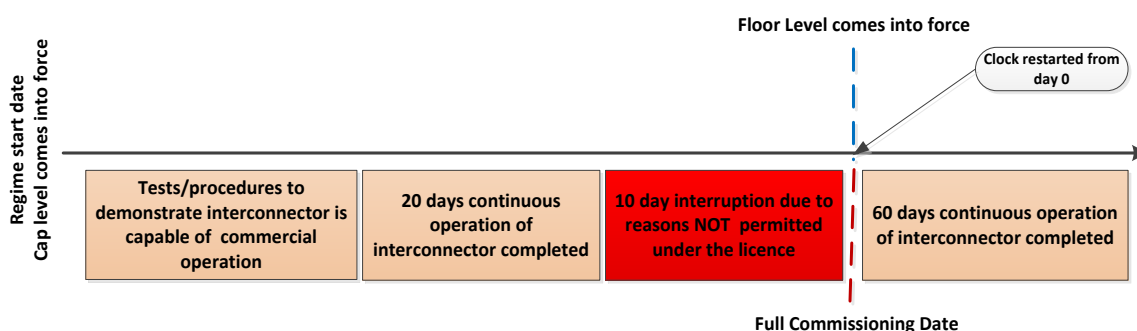 Floor Level comes into force
Clock restarted from
day 0
Regime start date
Cap level comes into force
Tests/procedures to
demonstrate interconnector is
capable of commercial
operation
20 days continuous
operation of
interconnector completed
10 day interruption due to
reasons NOT permitted
under the licence
60 days continuous operation
of interconnector completed
Full Commissioning Date